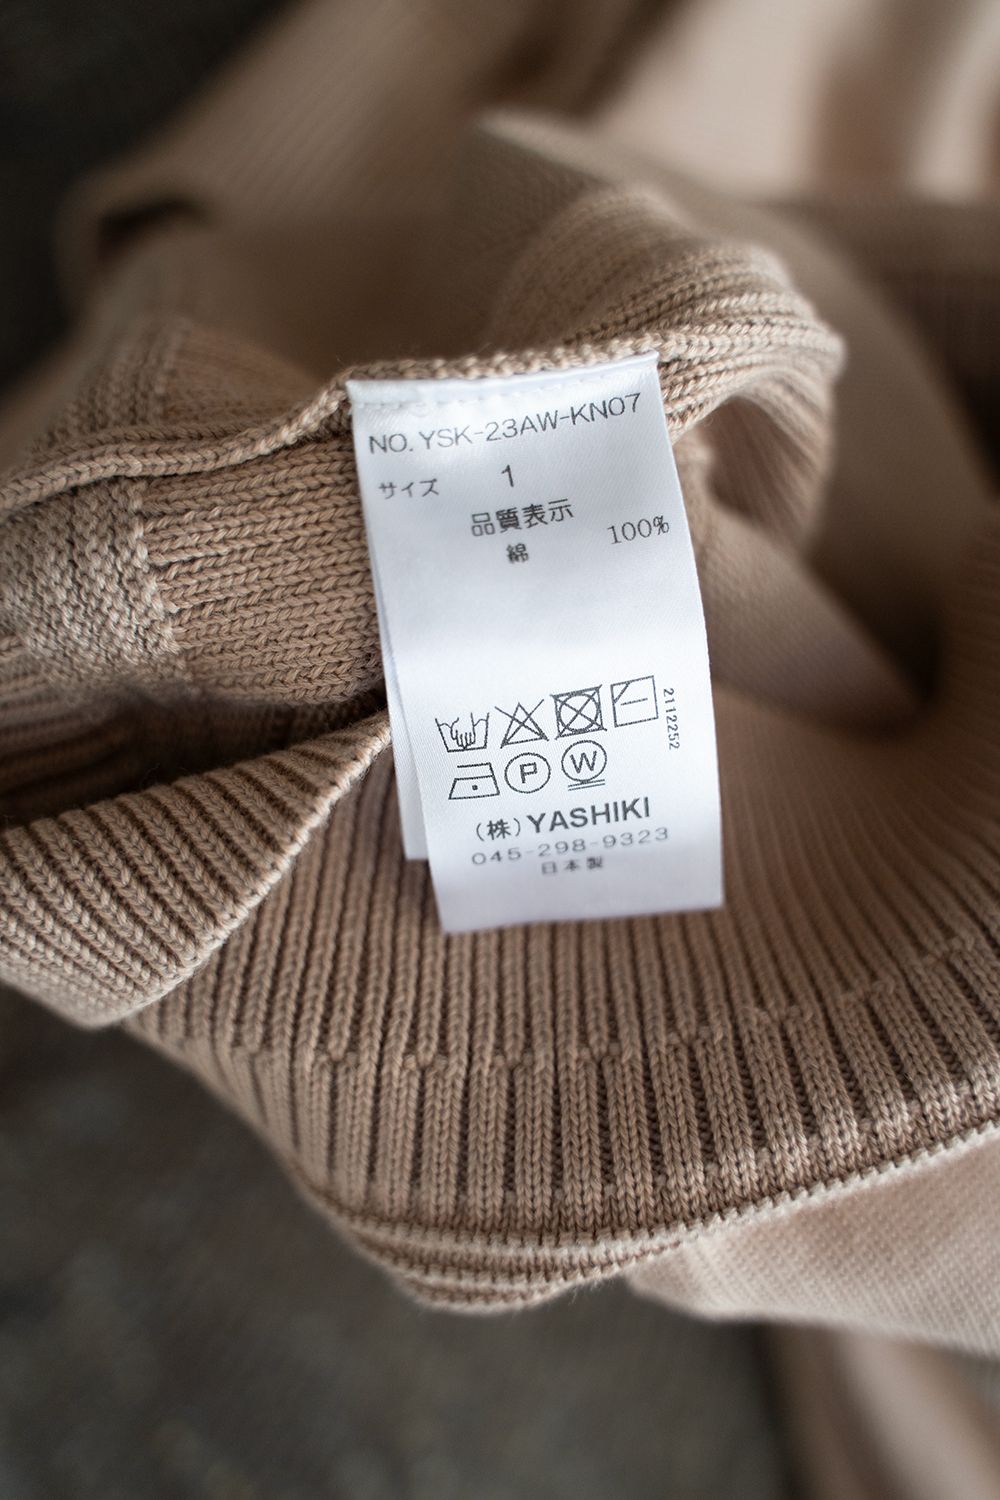 NO. YSK-23AW-KN07
サイズ 1
品質表示
綿 100%
2112252
P W
(株) YASHIKI
045-298-9323
日本製